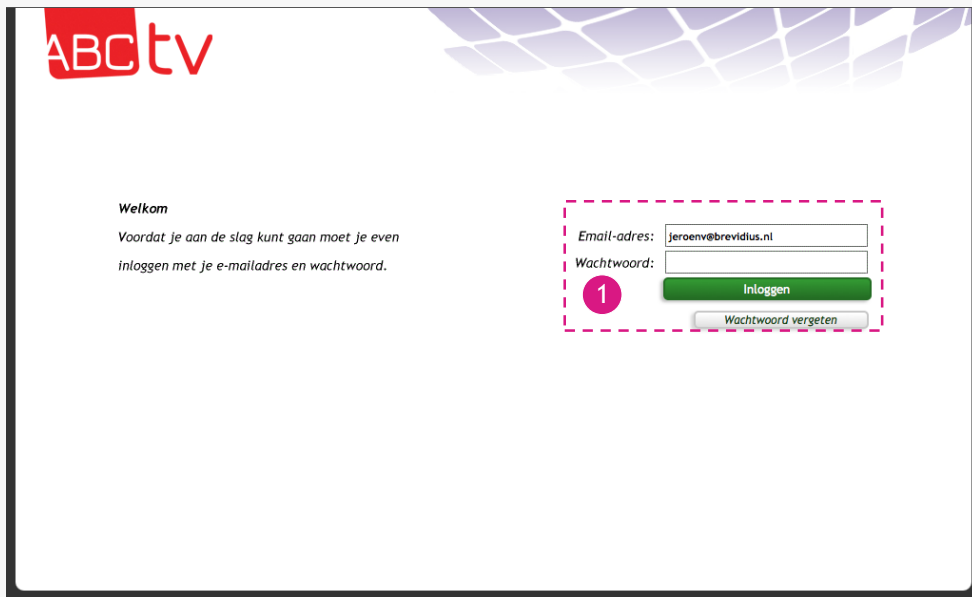 ABC tv
Welkom
Voordat je aan de slag kunt gaan moet je even
inloggen met je e-mailadres en wachtwoord.
Email-adres: jeroenv@brevidius.nl
Wachtwoord:
1
Inloggen
Wachtwoord vergeten